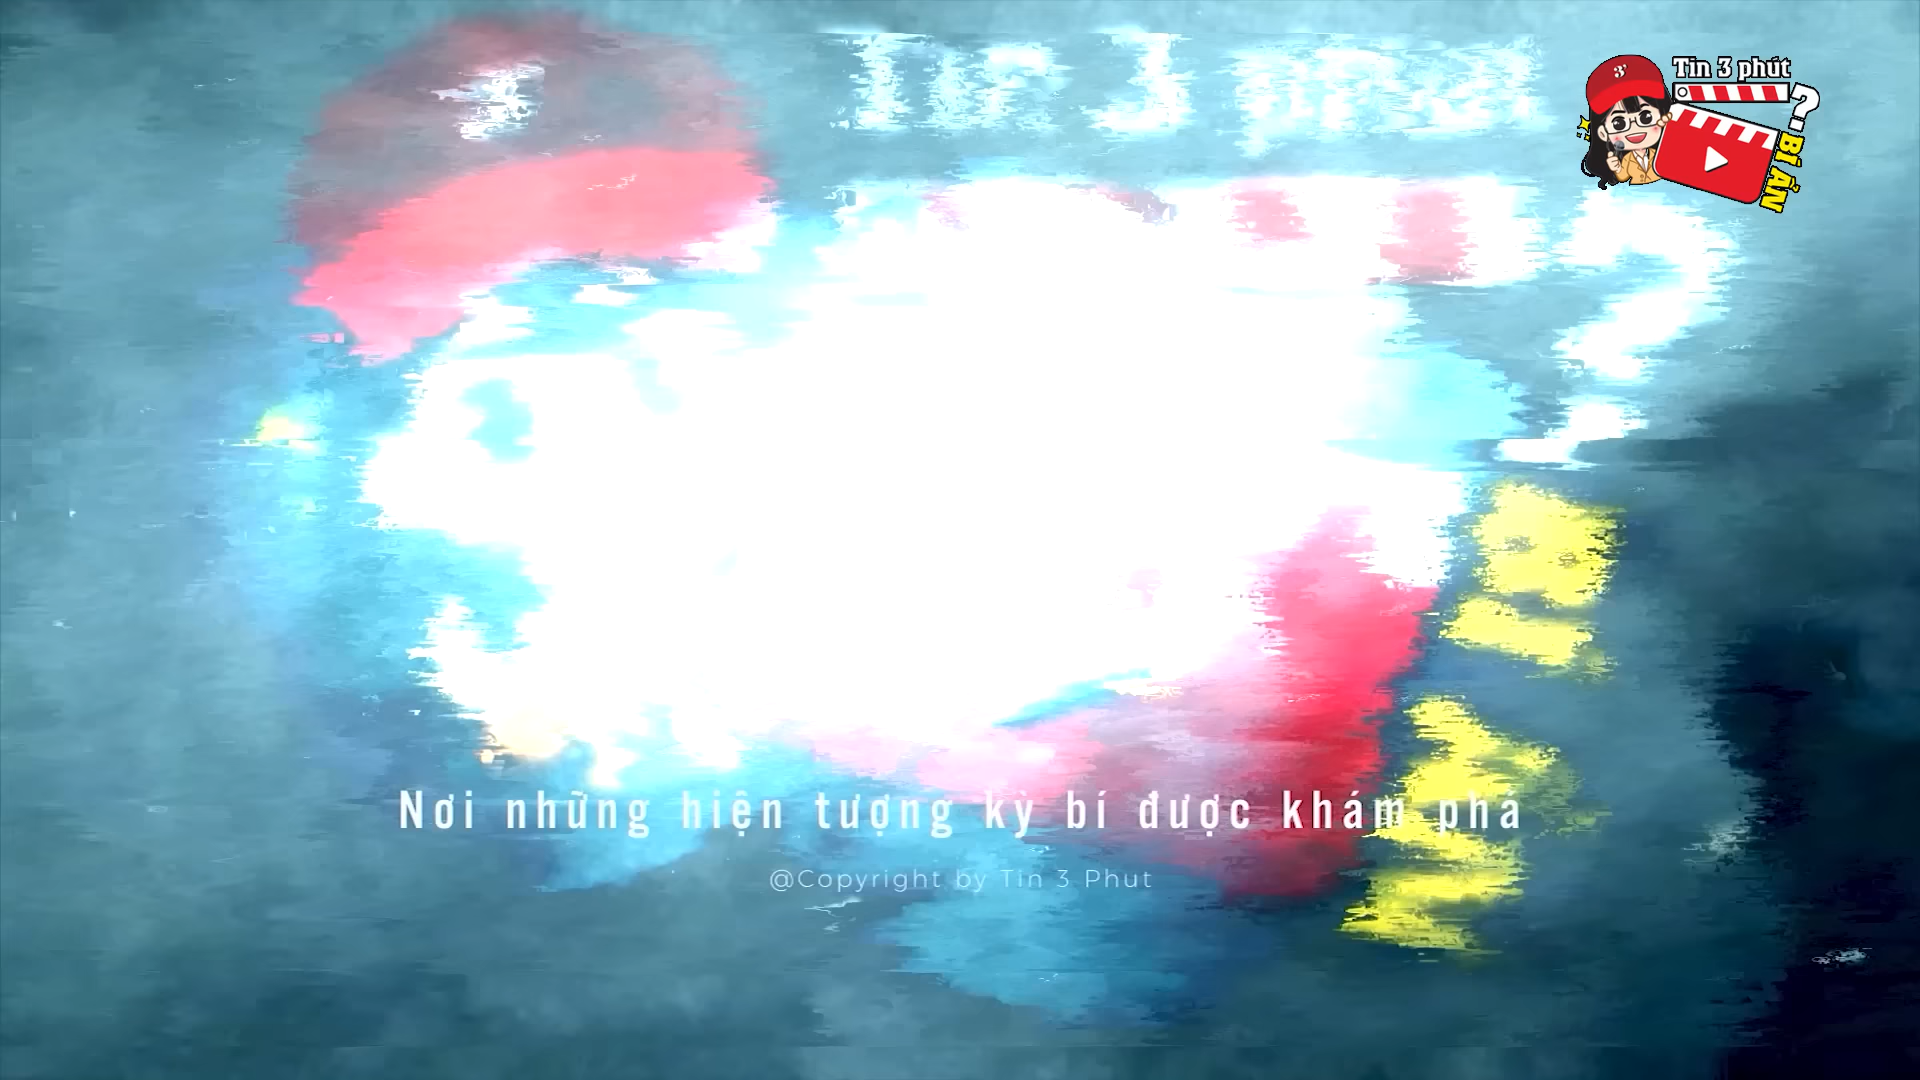 Tin 3 phút
3'
?
BÍ ẨN
Nơi những hiện tượng kỳ bí được khám phá
@Copyright by Tin 3 Phut